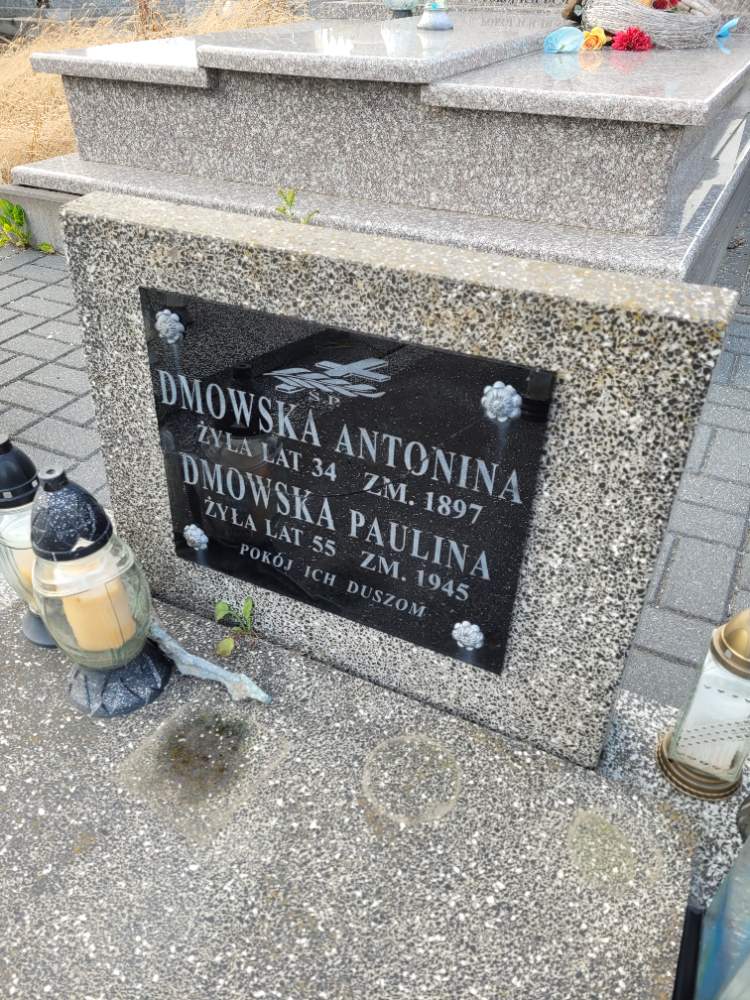 Ś P
DMOWSKA ANTONINA
ŻYŁA LAT 34 ZM. 1897
DMOWSKA PAULINA
ŻYŁA LAT 55 ZM. 1945
POKÓJ ICH DUSZOM